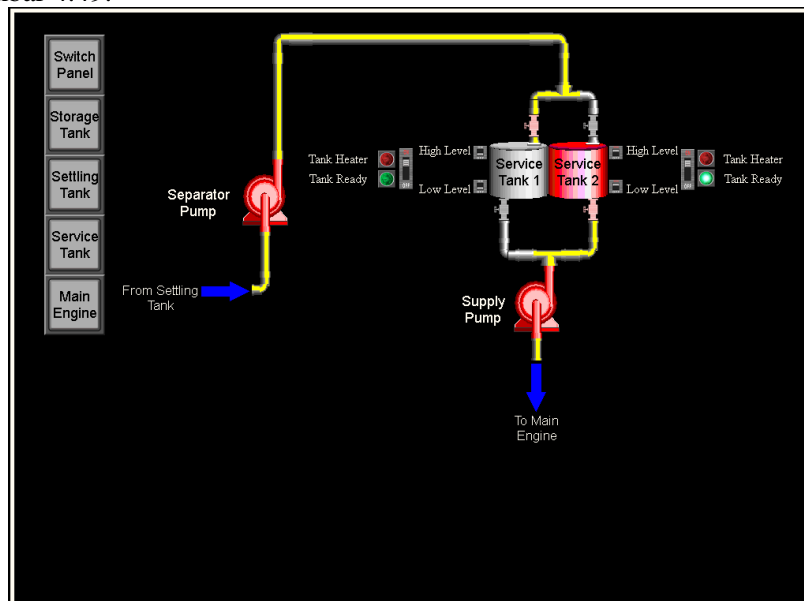 Switch
Panel
Storage
Tank
Settling
Tank
Service
Tank
Main
Engine
Separator
Pump
From Settling
Tank
Tank Heater
Tank Ready
High Level
Low Level
Service
Tank 1
Service
Tank 2
High Level
Low Level
Tank Heater
Tank Ready
Supply
Pump
To Main
Engine